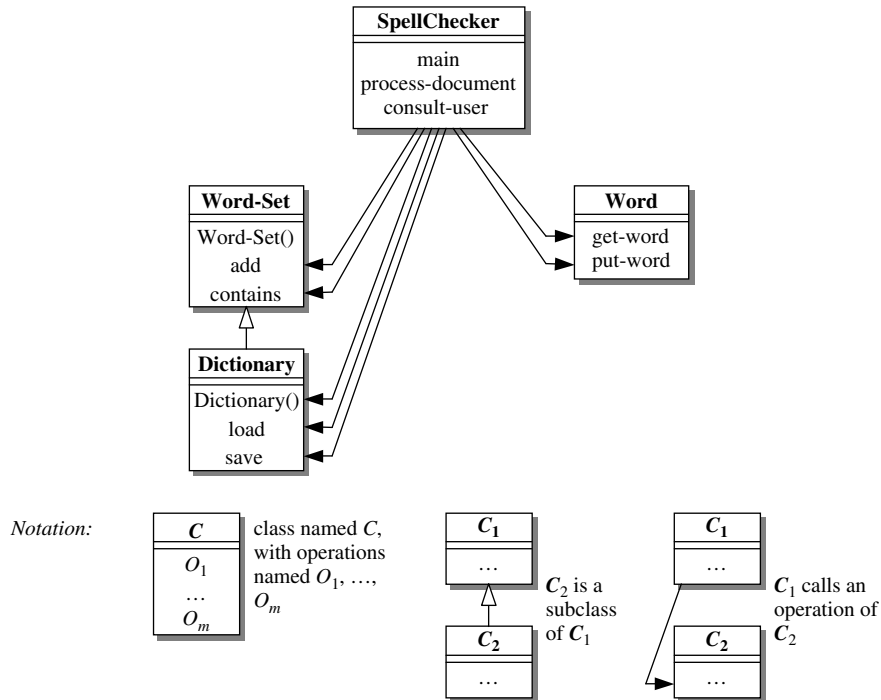 SpellChecker
main
process-document
consult-user
Word-Set
Word-Set()
add
contains
Word
get-word
put-word
Dictionary
Dictionary()
load
save
Notation:
C
O1
…
Om
class named C,
with operations
named O1, …,
Om
C1
…
C2
…
C2 is a
subclass
of C1
C1
…
C2
…
C1 calls an
operation of
C2